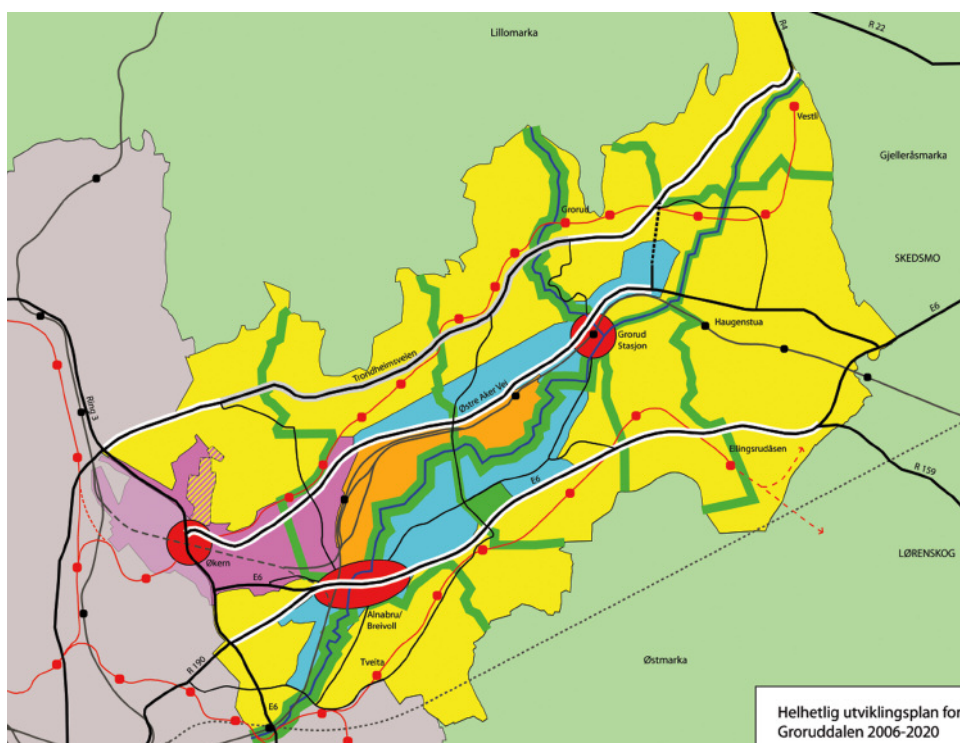 Lillomarka
R4
R 22
Vestli
Gjelleråsmarka
Grorud
SKEDSMO
E6
Haugenstua
Grorud
Stasjon
Trondheimsveien
Østre Aker Vei
Ring 3
Ellingsrudåsen
E6
R 159
Økern
LØRENSKOG
E6
Alnabru/
Breivoll
Tveita
R 190
Østmarka
E6
Helhetlig utviklingsplan for
Groruddalen 2006-2020